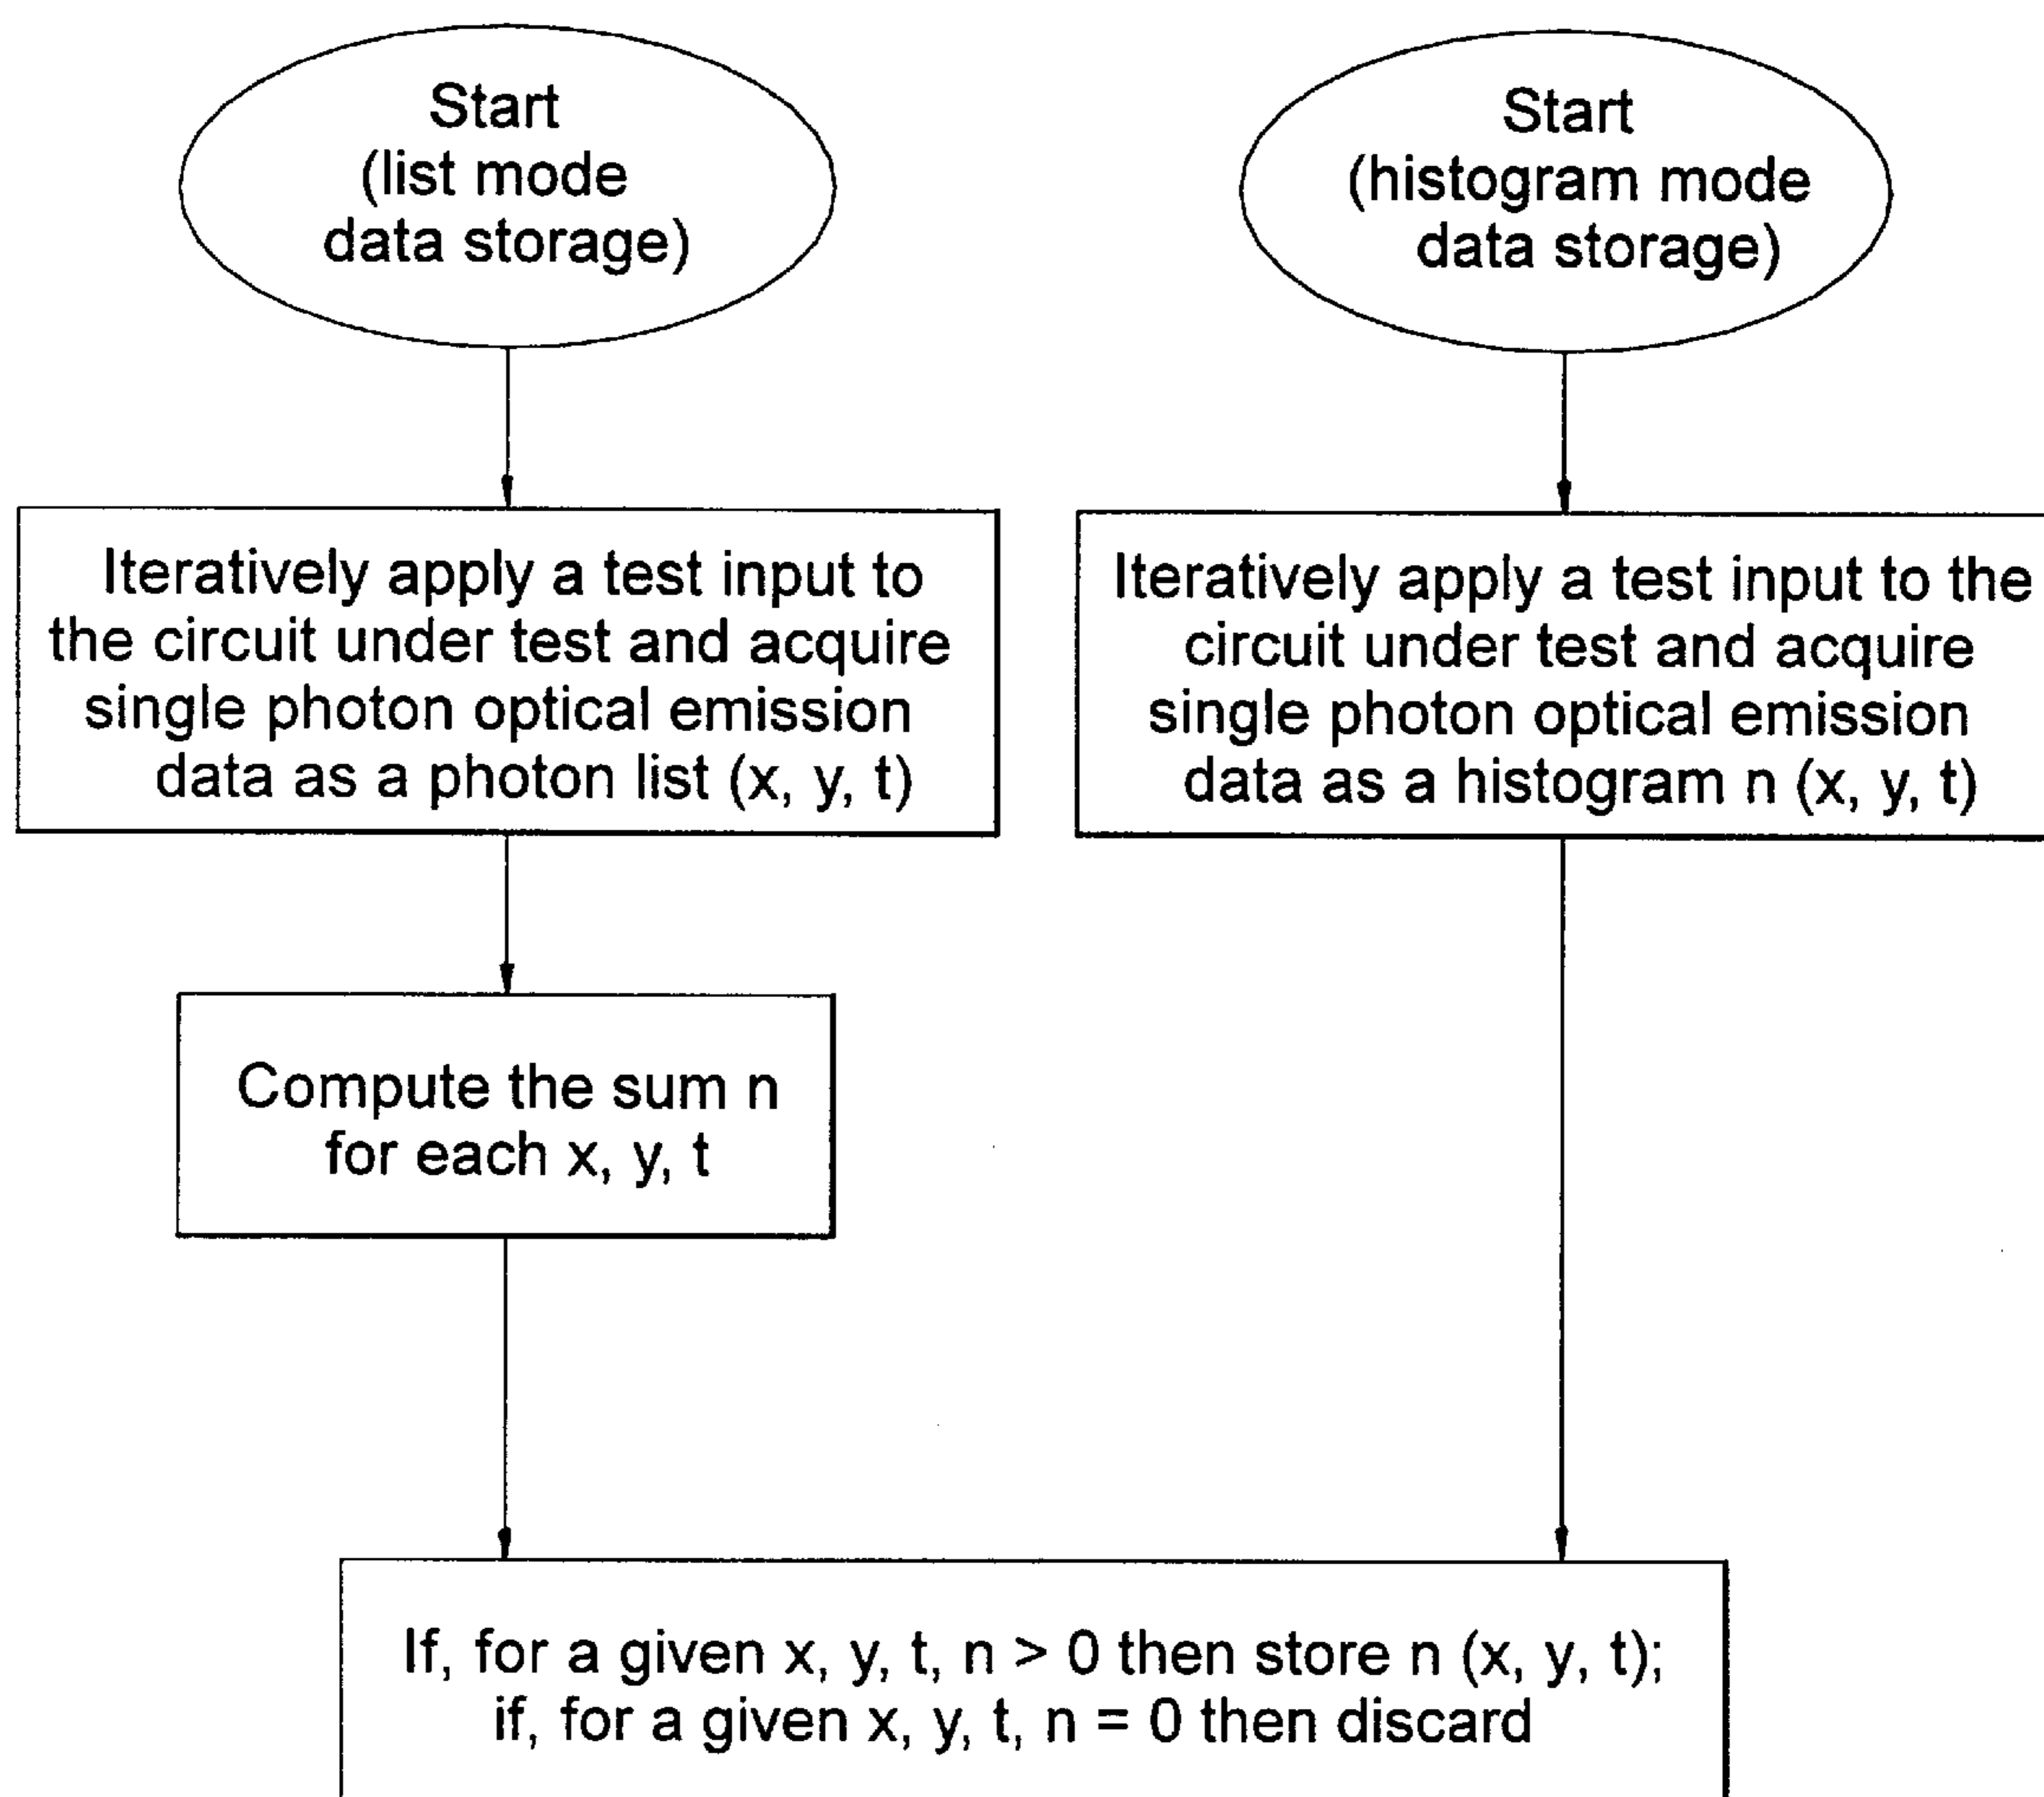 Start
(list mode
data storage)
Start
(histogram mode
data storage)
Iteratively apply a test input to
the circuit under test and acquire
single photon optical emission
data as a photon list (x, y, t)
Iteratively apply a test input to the
circuit under test and acquire
single photon optical emission
data as a histogram n (x, y, t)
Compute the sum n
for each x, y, t
If, for a given x, y, t, n > 0 then store n (x, y, t);
if, for a given x, y, t, n = 0 then discard